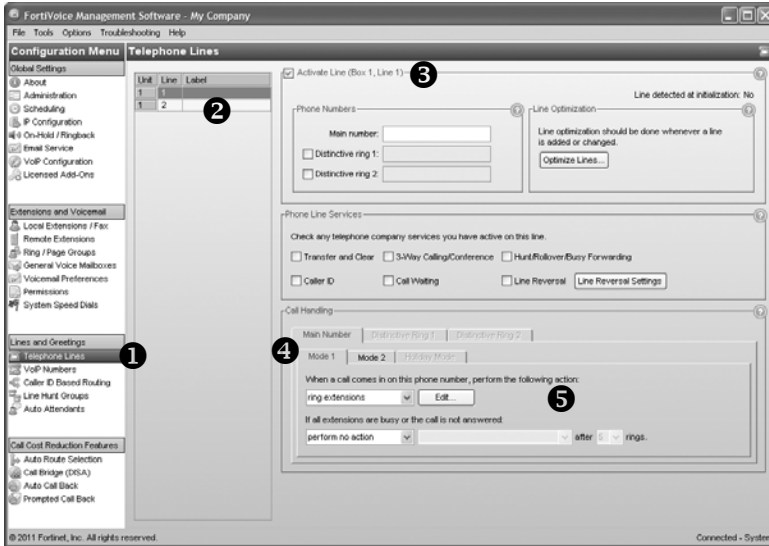 FortiVoice Management Software - My Company
File Tools Options Troubleshooting Help
Configuration Menu
Global Settings
About
Administration
Scheduling
IP Configuration
On-Hold / Ringback
Email Service
VoIP Configuration
Licensed Add-Ons
Extensions and Voicemail
Local Extensions / Fax
Remote Extensions
Ring / Page Groups
General Voice Mailboxes
Voicemail Preferences
Permissions
System Speed Dials
Lines and Greetings
Telephone Lines
1
VoIP Numbers
Caller ID Based Routing
Line Hunt Groups
Auto Attendants
Call Cost Reduction Features
Auto Route Selection
Call Bridge (DISA)
Auto Call Back
Prompted Call Back
Telephone Lines
Unit Line Label
1 1
1 2
2
Activate Line (Box 1, Line 1)
3
Line detected at initialization: No
Phone Numbers
Main number:
Distinctive ring 1:
Distinctive ring 2:
Line Optimization
Line optimization should be done whenever a line
is added or changed.
Optimize Lines...
Phone Line Services
Check any telephone company services you have active on this line.
Transfer and Clear 3-Way Calling/Conference Hunt/Rollover/Busy Forwarding
Caller ID Call Waiting Line Reversal Line Reversal Settings
Call Handling
Main Number Distinctive Ring 1 Distinctive Ring 2
4
Mode 1 Mode 2 Holiday Mode
When a call comes in on this phone number, perform the following action:
ring extensions Edit...
5
If all extensions are busy or the call is not answered
perform no action after 5 rings.
© 2011 Fortinet, Inc. All rights reserved.
Connected - System